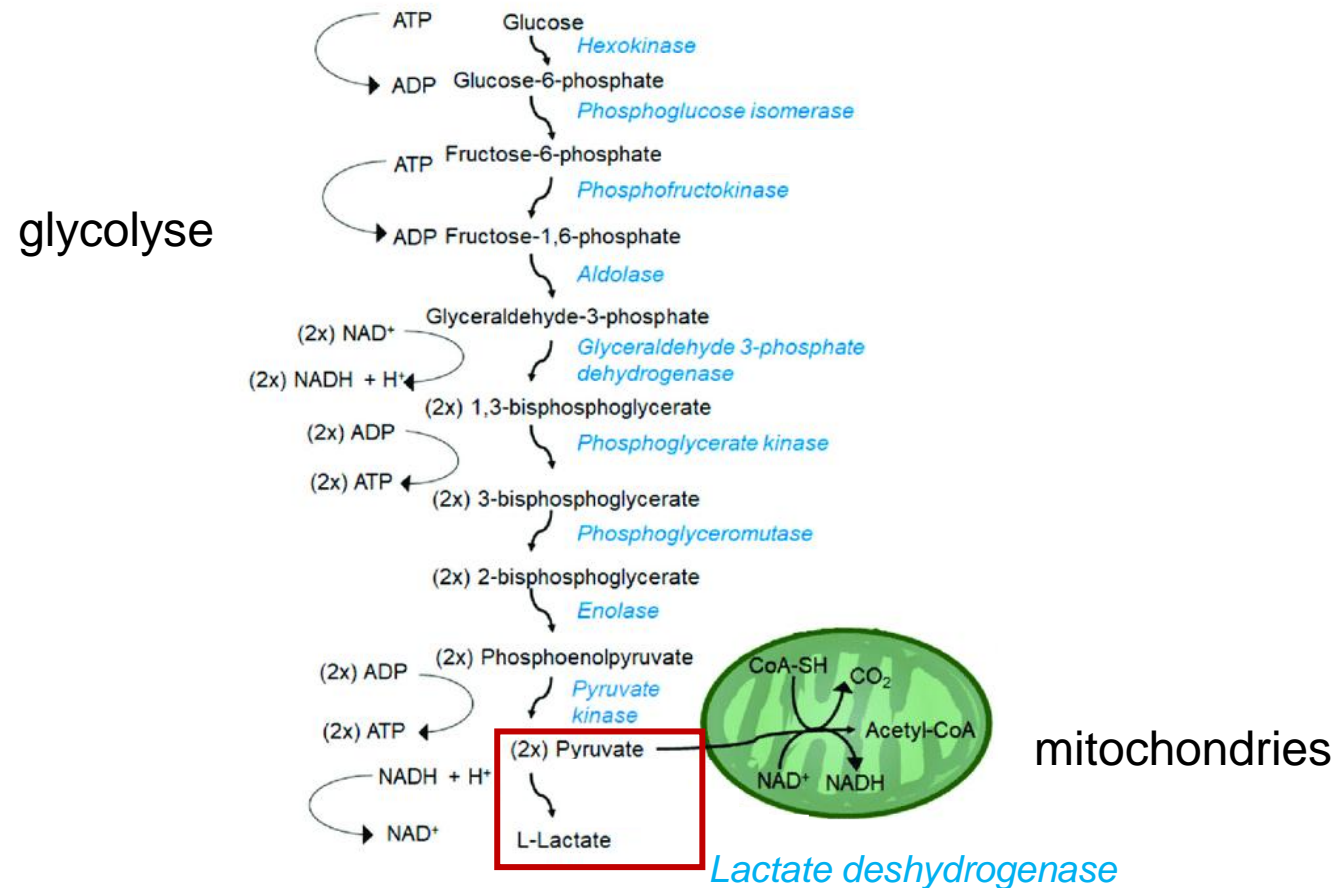 ATP
Glucose
Hexokinase
ADP
Glucose-6-phosphate
Phosphoglucose isomerase
ATP
Fructose-6-phosphate
Phosphofructokinase
glycolyse
ADP
Fructose-1,6-phosphate
Aldolase
Glyceraldehyde-3-phosphate
(2x) NAD⁺
Glyceraldehyde 3-phosphate
dehydrogenase
(2x) NADH + H⁺
(2x) 1,3-bisphosphoglycerate
(2x) ADP
Phosphoglycerate kinase
(2x) ATP
(2x) 3-bisphosphoglycerate
Phosphoglyceromutase
(2x) 2-bisphosphoglycerate
Enolase
(2x) Phosphoenolpyruvate
(2x) ADP
Pyruvate
kinase
(2x) ATP
(2x) Pyruvate
CoA-SH
CO₂
Acetyl-CoA
NAD⁺
NADH
mitochondries
NADH + H⁺
NAD⁺
L-Lactate
Lactate deshydrogenase